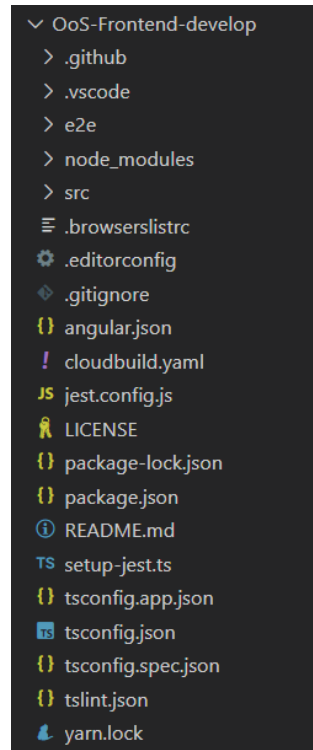 OoS-Frontend-develop
.github
.vscode
e2e
node_modules
src
.browserslistrc
.editorconfig
.gitignore
{} angular.json
! cloudbuild.yaml
JS jest.config.js
LICENSE
{} package-lock.json
{} package.json
README.md
TS setup-jest.ts
{} tsconfig.app.json
TS tsconfig.json
{} tsconfig.spec.json
{} tslint.json
yarn.lock